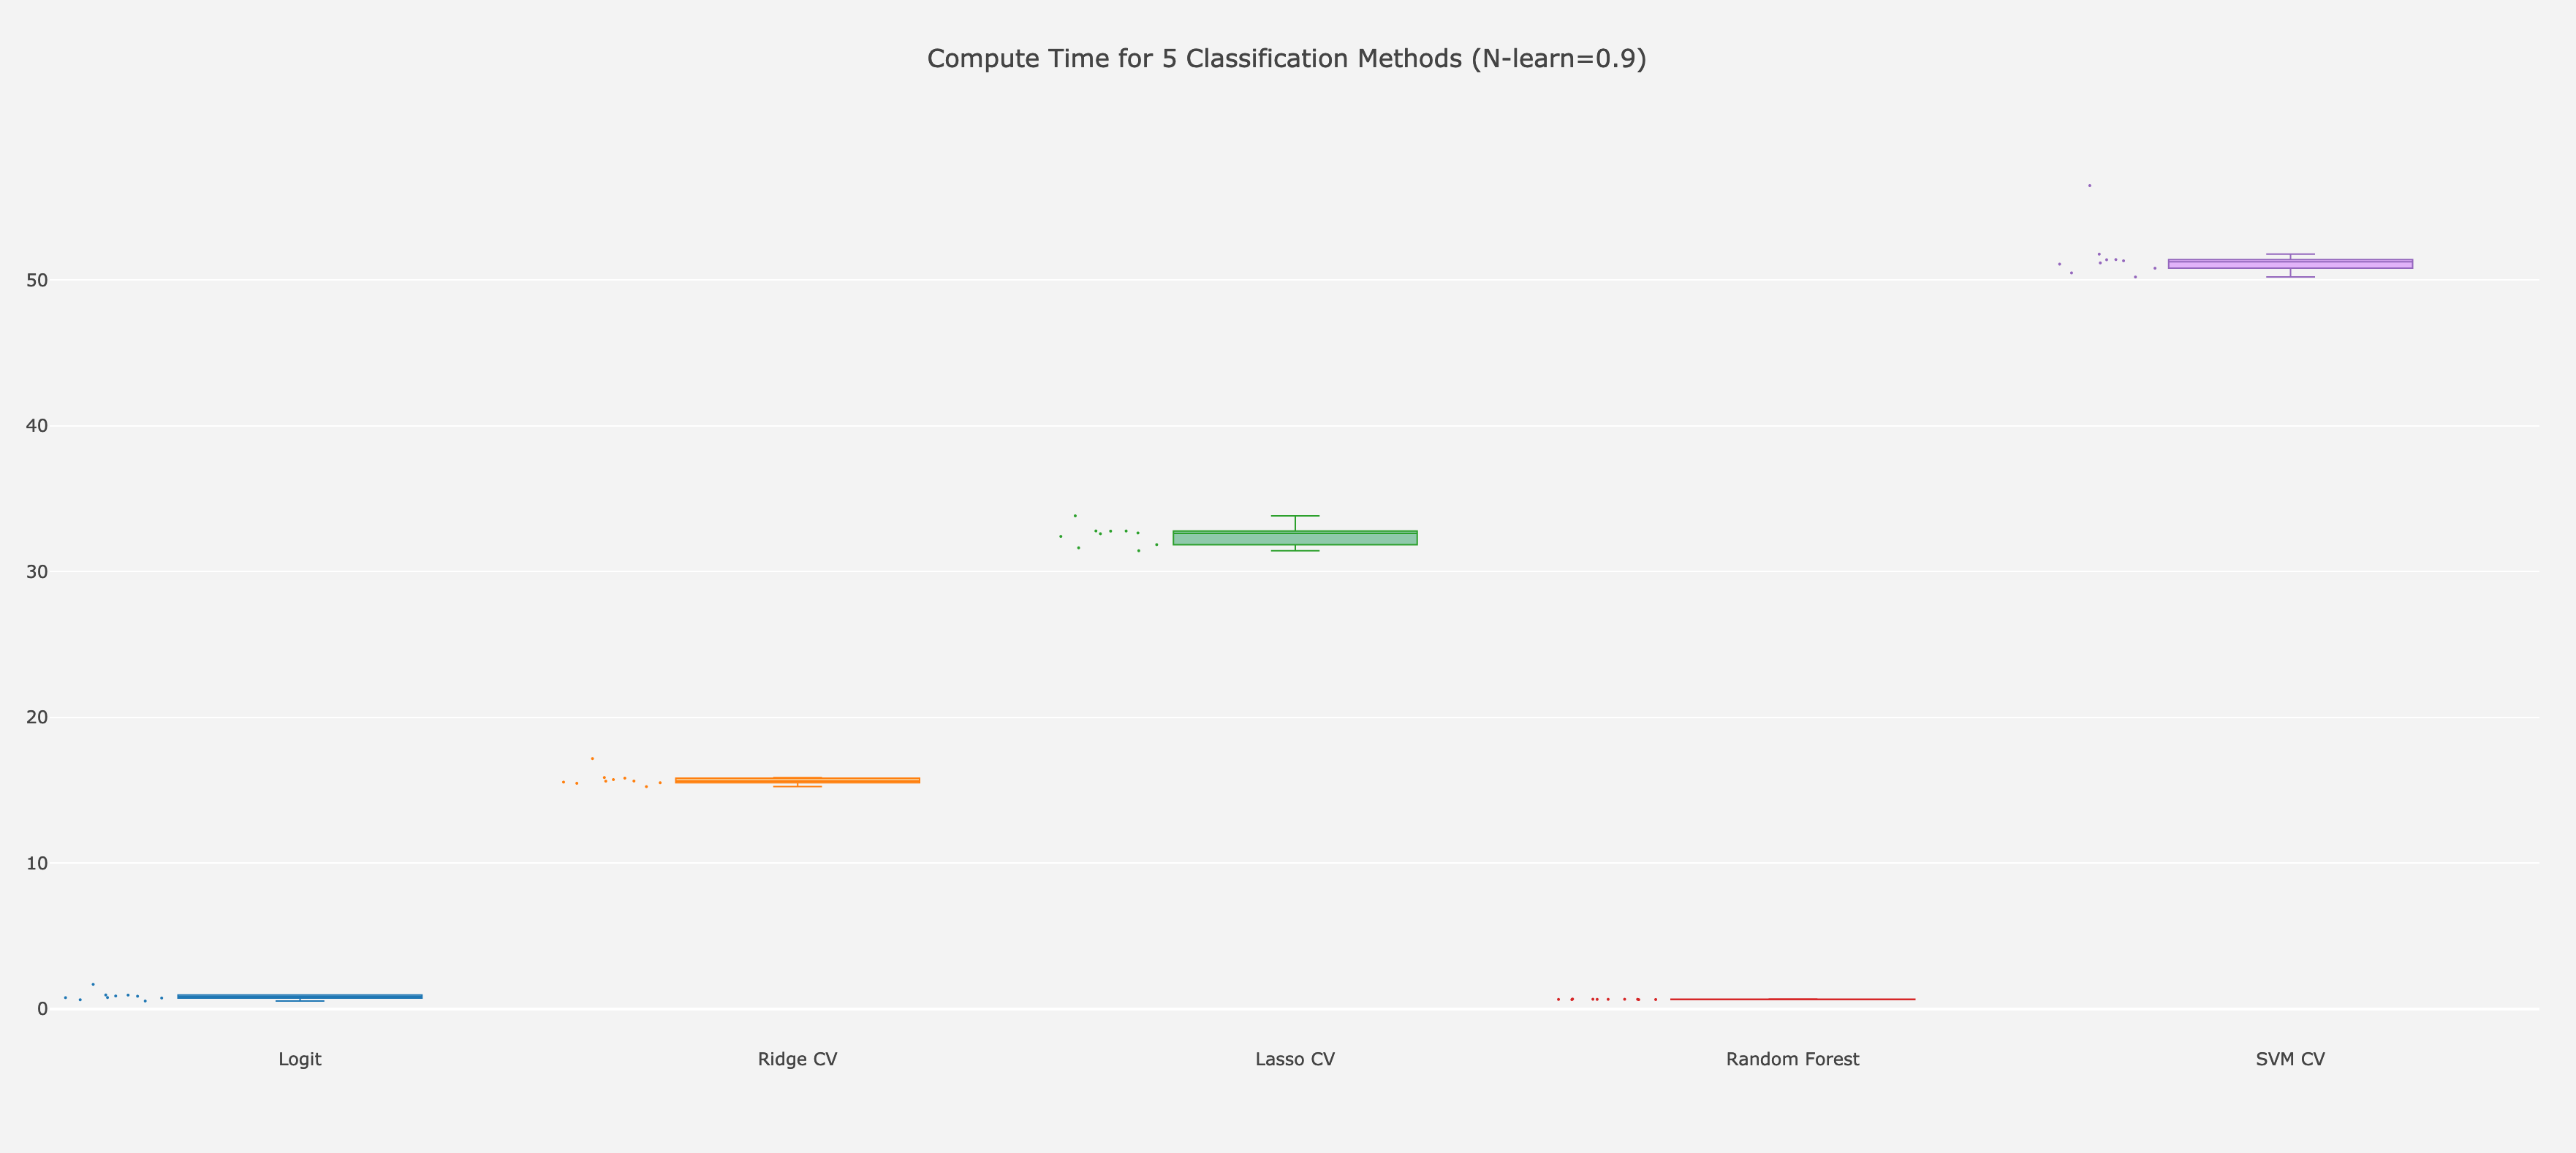 Compute Time for 5 Classification Methods (N-learn=0.9)
50
40
30
20
10
0
Logit
Ridge CV
Lasso CV
Random Forest
SVM CV